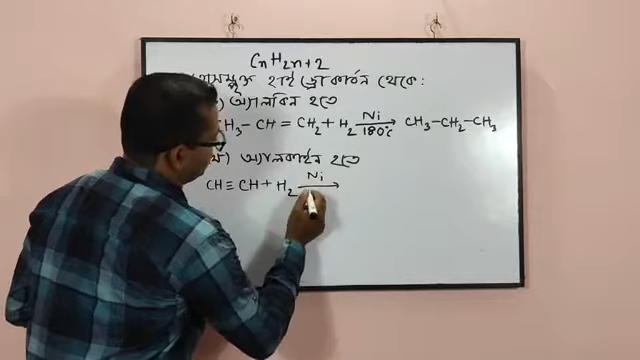 CnH2n+2
হাইড্রোকার্বন থেকে:
) অ্যালকিন হতে
CH3-CH=CH2+H2 Ni→180°c CH3-CH2-CH3
) অ্যালকাইন হতে
CH≡CH+H2 Ni→